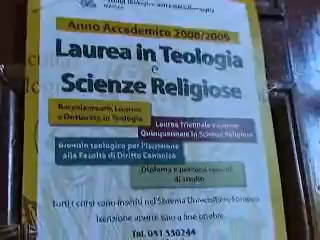 Anno Accademico 2008/2009
Laurea in Teologia
e
Scienze Religiose
Baccalaureato, Licenza
e Dottorato in Teologia
Laurea Triennale e
Quinquennale in Scienze Religiose
Biennio teologico per l'iscrizione
alla Facoltà di Diritto Canonico
Diploma e percorsi
di studio
Tutti i corsi sono inseriti nel Sistema Universitario Europeo
Iscrizione aperte sino a fine ottobre
Tel. 051 330744